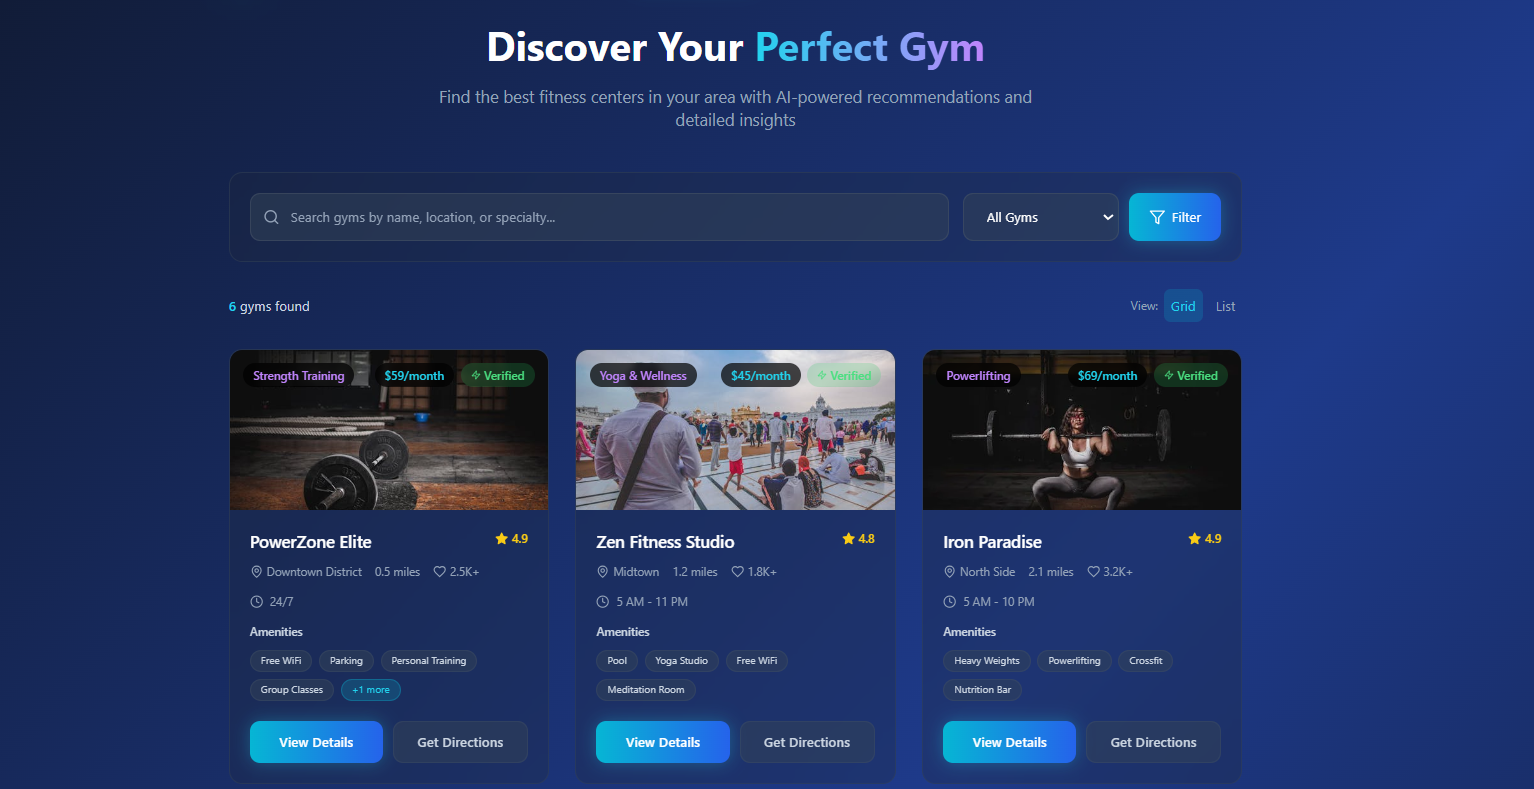 Discover Your Perfect Gym
Find the best fitness centers in your area with AI-powered recommendations and
detailed insights
Search gyms by name, location, or specialty...
All Gyms
Filter
6 gyms found
View: Grid List
Strength Training $59/month Verified
PowerZone Elite 4.9
Downtown District 0.5 miles 2.5K+
24/7
Amenities
Free WiFi Parking Personal Training
Group Classes +1 more
View Details Get Directions
Yoga & Wellness $45/month Verified
Zen Fitness Studio 4.8
Midtown 1.2 miles 1.8K+
5 AM - 11 PM
Amenities
Pool Yoga Studio Free WiFi
Meditation Room
View Details Get Directions
Powerlifting $69/month Verified
Iron Paradise 4.9
North Side 2.1 miles 3.2K+
5 AM - 10 PM
Amenities
Heavy Weights Powerlifting Crossfit
Nutrition Bar
View Details Get Directions